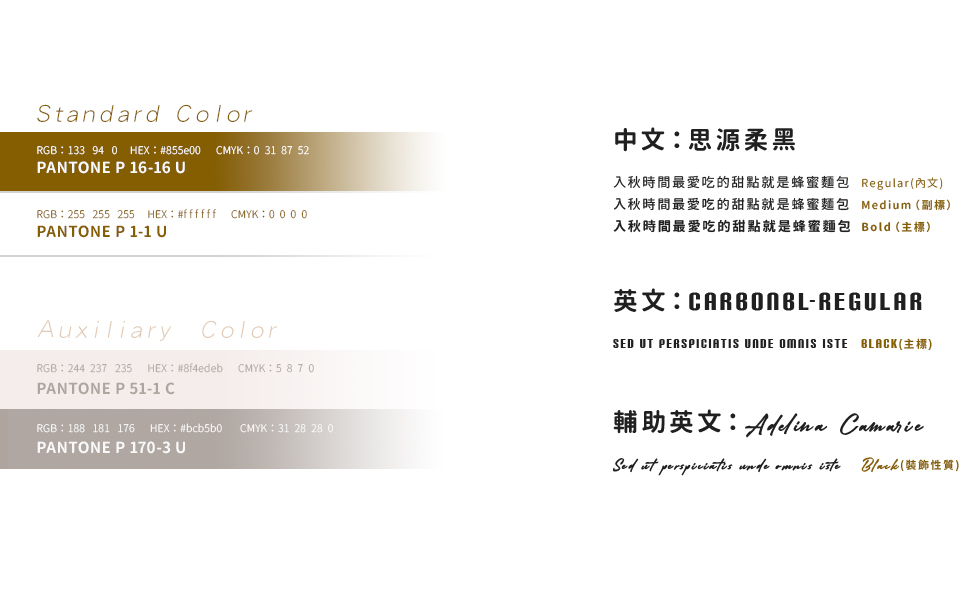 Standard Color
RGB：133 94 0 HEX：#855e00 CMYK：0 31 87 52
PANTONE P 16-16 U
RGB：255 255 255 HEX：#ffffff CMYK：0 0 0 0
PANTONE P 1-1 U
Auxiliary Color
RGB：244 237 235 HEX：#8f4edeb CMYK：5 8 7 0
PANTONE P 51-1 C
RGB：188 181 176 HEX：#bcb5b0 CMYK：31 28 28 0
PANTONE P 170-3 U
中文：思源柔黑
入秋時間最愛吃的甜點就是蜂蜜麵包 Regular(內文)
入秋時間最愛吃的甜點就是蜂蜜麵包 Medium（副標）
入秋時間最愛吃的甜點就是蜂蜜麵包 Bold（主標）
英文：CARBONBL-REGULAR
SED UT PERSPICIATIS UNDE OMNIS ISTE BLACK(主標)
輔助英文：Adelina Camarie
Sed ut perspiciatis unde omnis iste Black(裝飾性質)